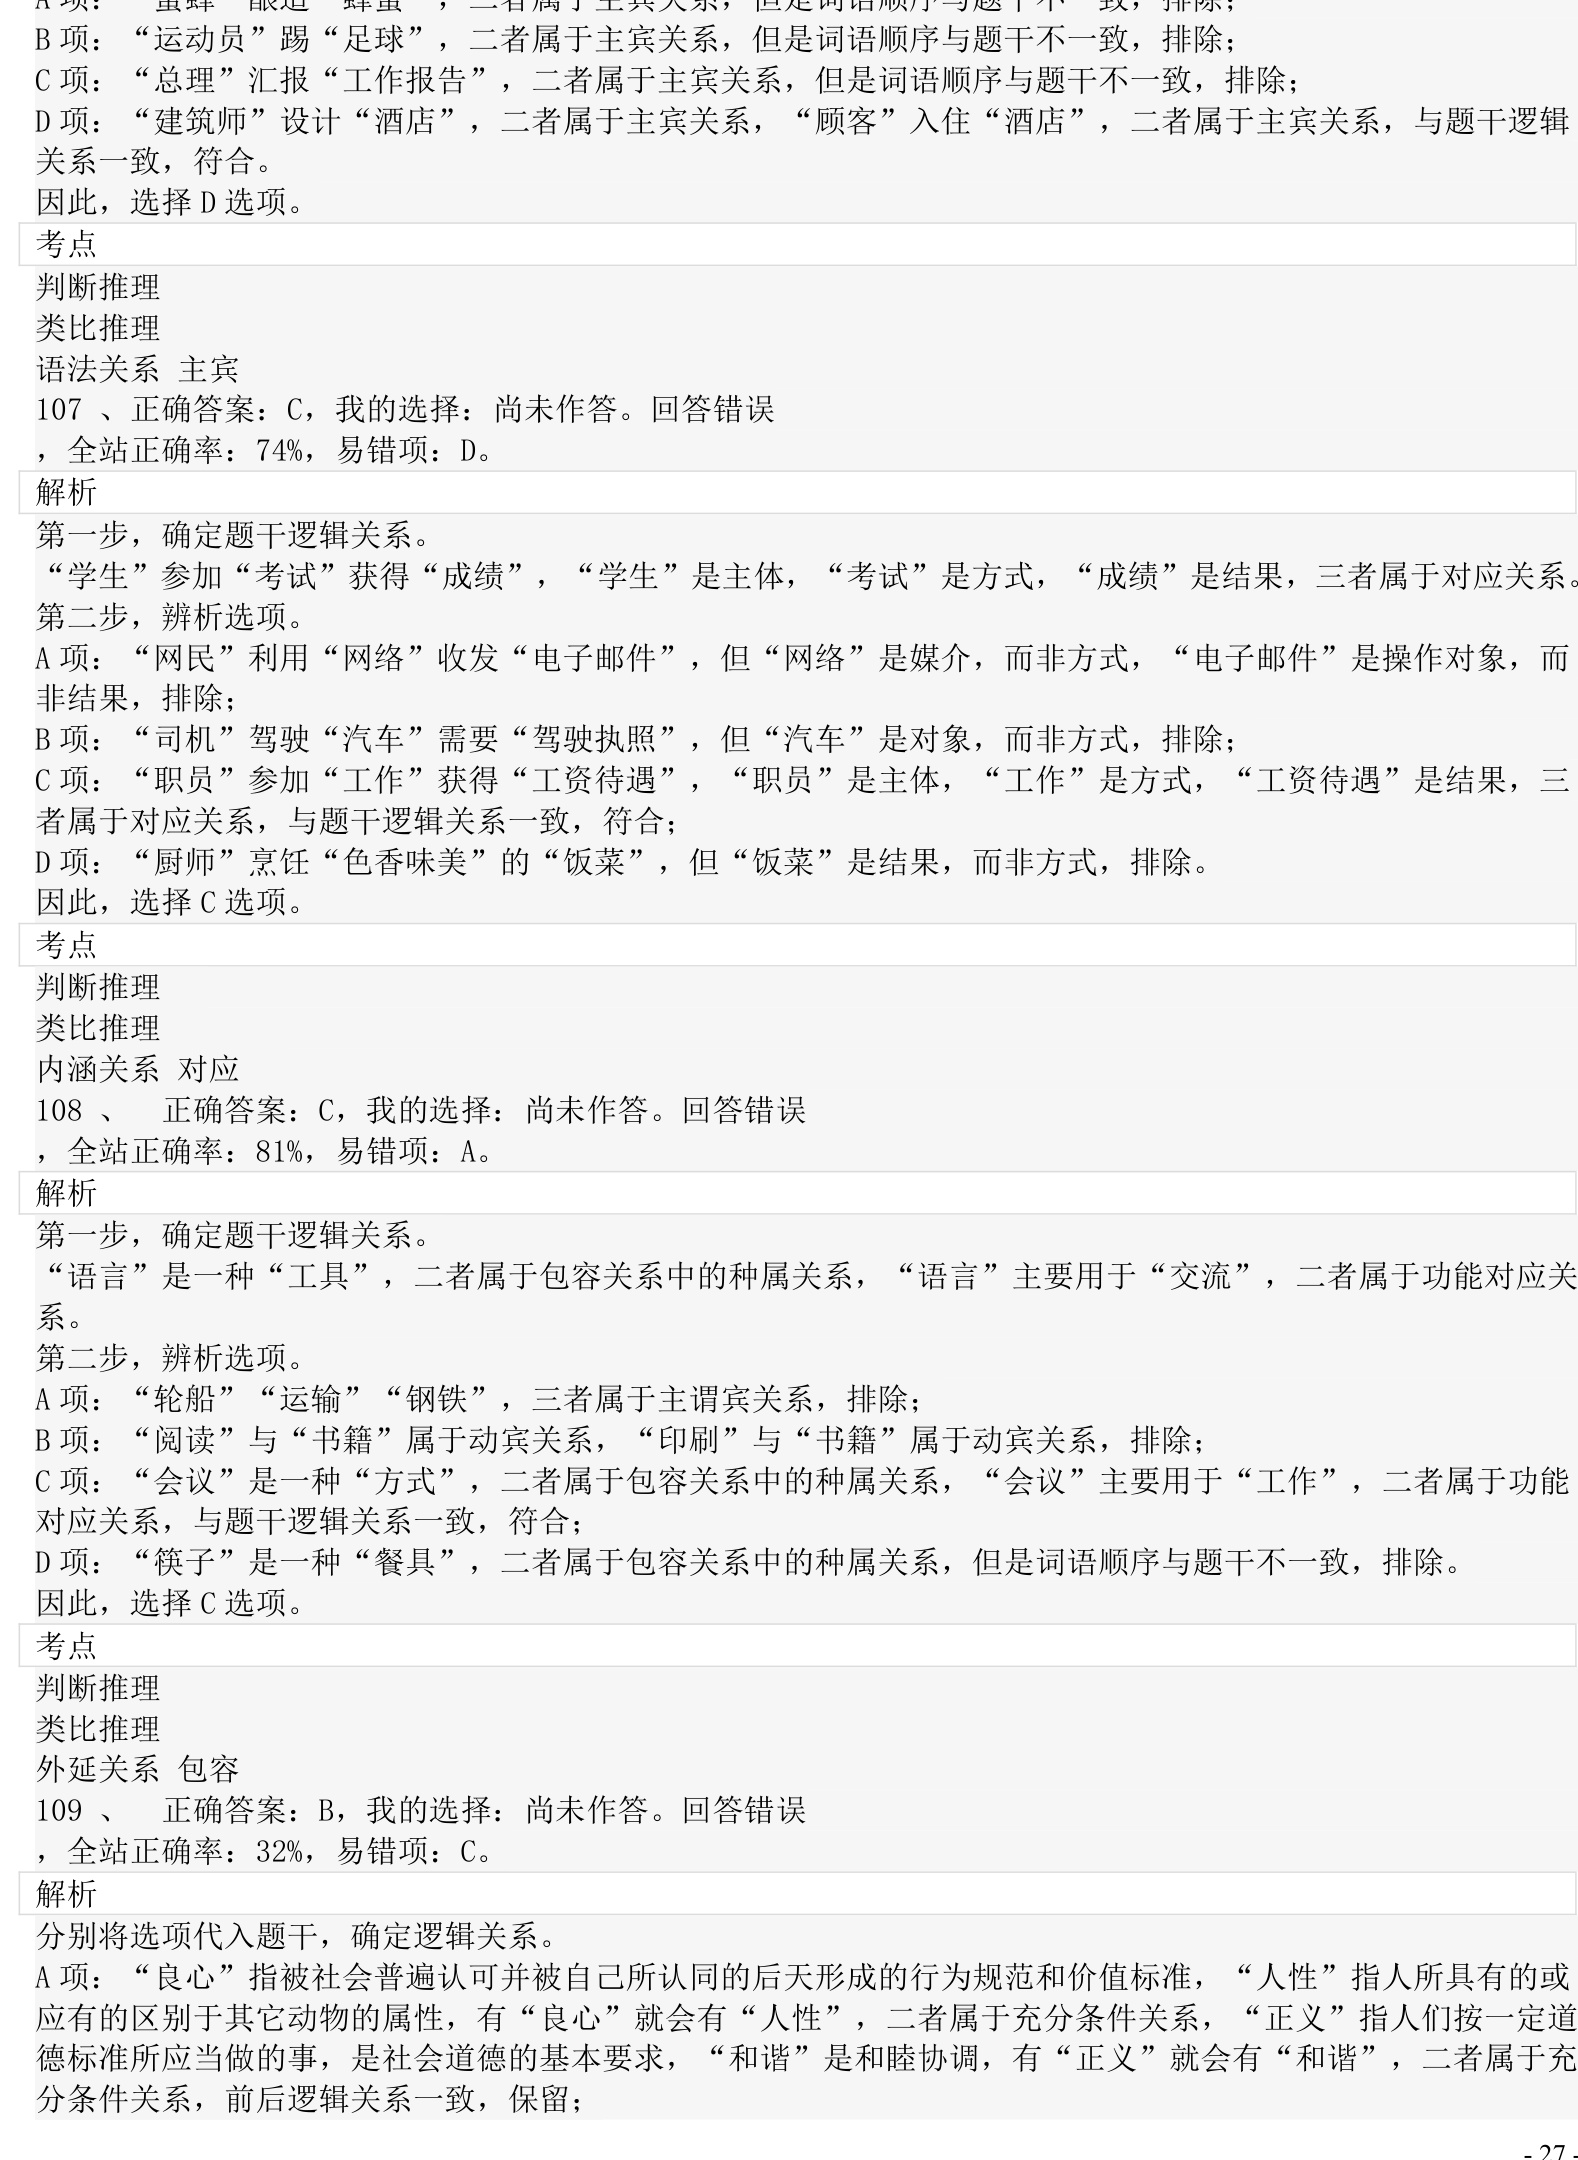 A 项：“蜜蜂”酿造“蜂蜜”，二者属于主宾关系，但是词语顺序与题干不一致，排除；
B 项：“运动员”踢“足球”，二者属于主宾关系，但是词语顺序与题干不一致，排除；
C 项：“总理”汇报“工作报告”，二者属于主宾关系，但是词语顺序与题干不一致，排除；
D 项：“建筑师”设计“酒店”，二者属于主宾关系，“顾客”入住“酒店”，二者属于主宾关系，与题干逻辑
关系一致，符合。
因此，选择 D 选项。
考点
判断推理
类比推理
语法关系 主宾
107 、正确答案：C，我的选择：尚未作答。回答错误
，全站正确率：74%，易错项：D。
解析
第一步，确定题干逻辑关系。
“学生”参加“考试”获得“成绩”，“学生”是主体，“考试”是方式，“成绩”是结果，三者属于对应关系。
第二步，辨析选项。
A 项：“网民”利用“网络”收发“电子邮件”，但“网络”是媒介，而非方式，“电子邮件”是操作对象，而
非结果，排除；
B 项：“司机”驾驶“汽车”需要“驾驶执照”，但“汽车”是对象，而非方式，排除；
C 项：“职员”参加“工作”获得“工资待遇”，“职员”是主体，“工作”是方式，“工资待遇”是结果，三
者属于对应关系，与题干逻辑关系一致，符合；
D 项：“厨师”烹饪“色香味美”的“饭菜”，但“饭菜”是结果，而非方式，排除。
因此，选择 C 选项。
考点
判断推理
类比推理
内涵关系 对应
108 、 正确答案：C，我的选择：尚未作答。回答错误
，全站正确率：81%，易错项：A。
解析
第一步，确定题干逻辑关系。
“语言”是一种“工具”，二者属于包容关系中的种属关系，“语言”主要用于“交流”，二者属于功能对应关
系。
第二步，辨析选项。
A 项：“轮船”“运输”“钢铁”，三者属于主谓宾关系，排除；
B 项：“阅读”与“书籍”属于动宾关系，“印刷”与“书籍”属于动宾关系，排除；
C 项：“会议”是一种“方式”，二者属于包容关系中的种属关系，“会议”主要用于“工作”，二者属于功能
对应关系，与题干逻辑关系一致，符合；
D 项：“筷子”是一种“餐具”，二者属于包容关系中的种属关系，但是词语顺序与题干不一致，排除。
因此，选择 C 选项。
考点
判断推理
类比推理
外延关系 包容
109 、 正确答案：B，我的选择：尚未作答。回答错误
，全站正确率：32%，易错项：C。
解析
分别将选项代入题干，确定逻辑关系。
A 项：“良心”指被社会普遍认可并被自己所认同的后天形成的行为规范和价值标准，“人性”指人所具有的或
应有的区别于其它动物的属性，有“良心”就会有“人性”，二者属于充分条件关系，“正义”指人们按一定道
德标准所应当做的事，是社会道德的基本要求，“和谐”是和睦协调，有“正义”就会有“和谐”，二者属于充
分条件关系，前后逻辑关系一致，保留；
- 27 -